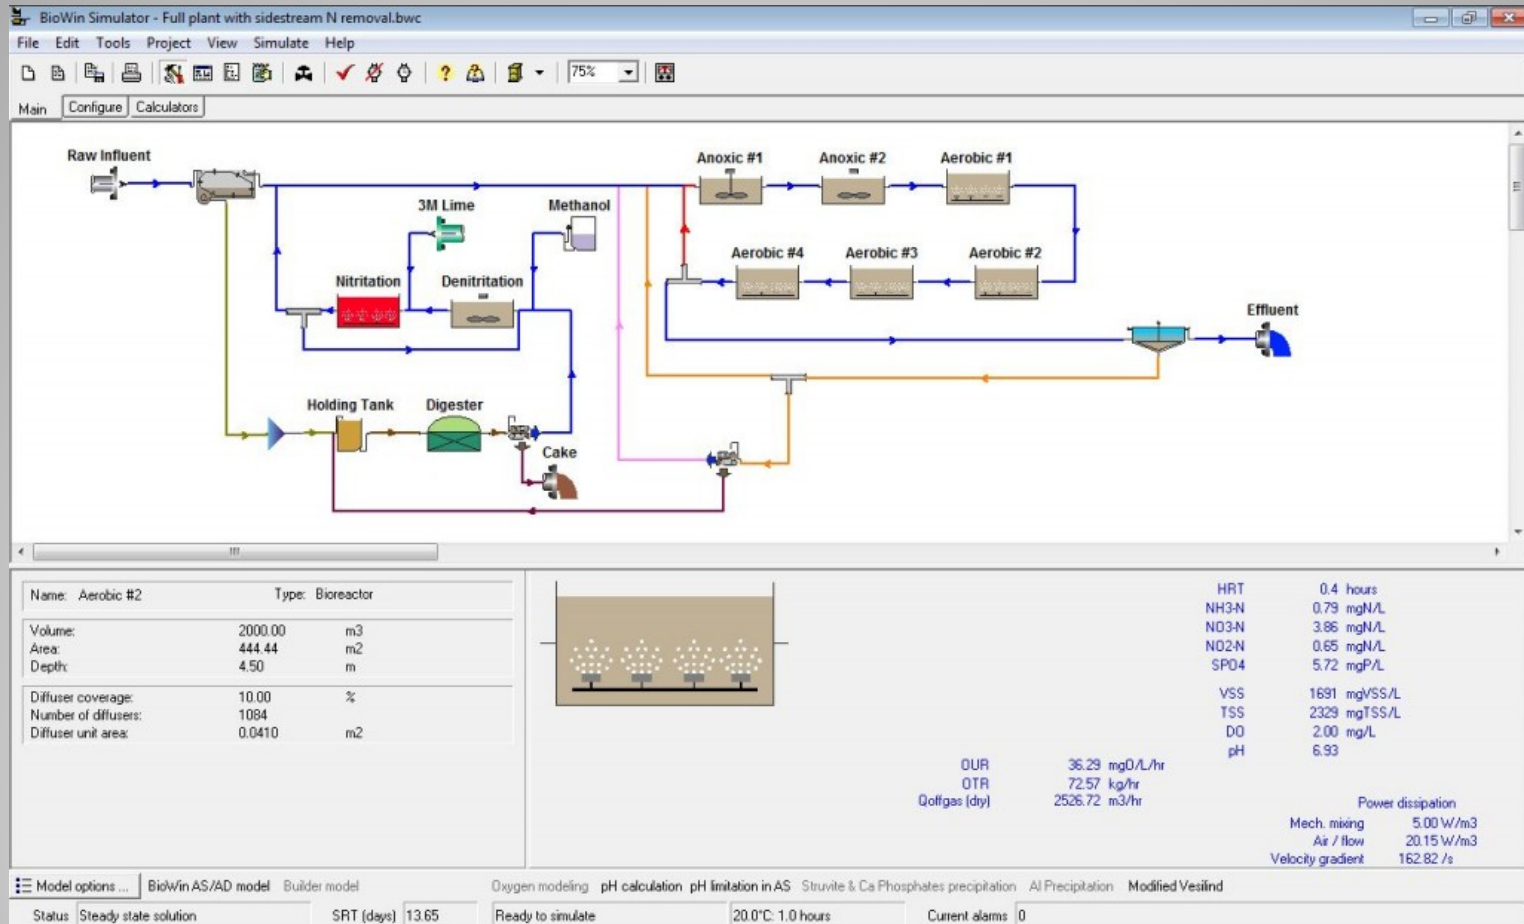 BioWin Simulator - Full plant with sidestream N removal.bwc
File Edit Tools Project View Simulate Help
75%
Main Configure Calculators
Raw Influent
Anoxic #1 Anoxic #2 Aerobic #1
3M Lime Methanol
Aerobic #4 Aerobic #3 Aerobic #2
Nitritation Denitritation
Effluent
Holding Tank Digester
Cake
Name: Aerobic #2 Type: Bioreactor
Volume: 2000.00 m3
Area: 444.44 m2
Depth: 4.50 m
Diffuser coverage: 10.00 %
Number of diffusers: 1084
Diffuser unit area: 0.0410 m2
HRT 0.4 hours
NH3-N 0.79 mgN/L
NO3-N 3.86 mgN/L
NO2-N 0.65 mgN/L
SPO4 5.72 mgP/L
VSS 1691 mgVSS/L
TSS 2329 mgTSS/L
DO 2.00 mg/L
pH 6.93
OUR 36.29 mgO/L/hr
OTR 72.57 kg/hr
Qoffgas (dry) 2526.72 m3/hr
Power dissipation
Mech. mixing 5.00 W/m3
Air / flow 20.15 W/m3
Velocity gradient 162.82 /s
Model options ... BioWin AS/AD model Builder model Oxygen modeling pH calculation pH limitation in AS Struvite & Ca Phosphates precipitation Al Precipitation Modified Vesilind
Status Steady state solution SRT (days) 13.65 Ready to simulate 20.0°C: 1.0 hours Current alarms 0